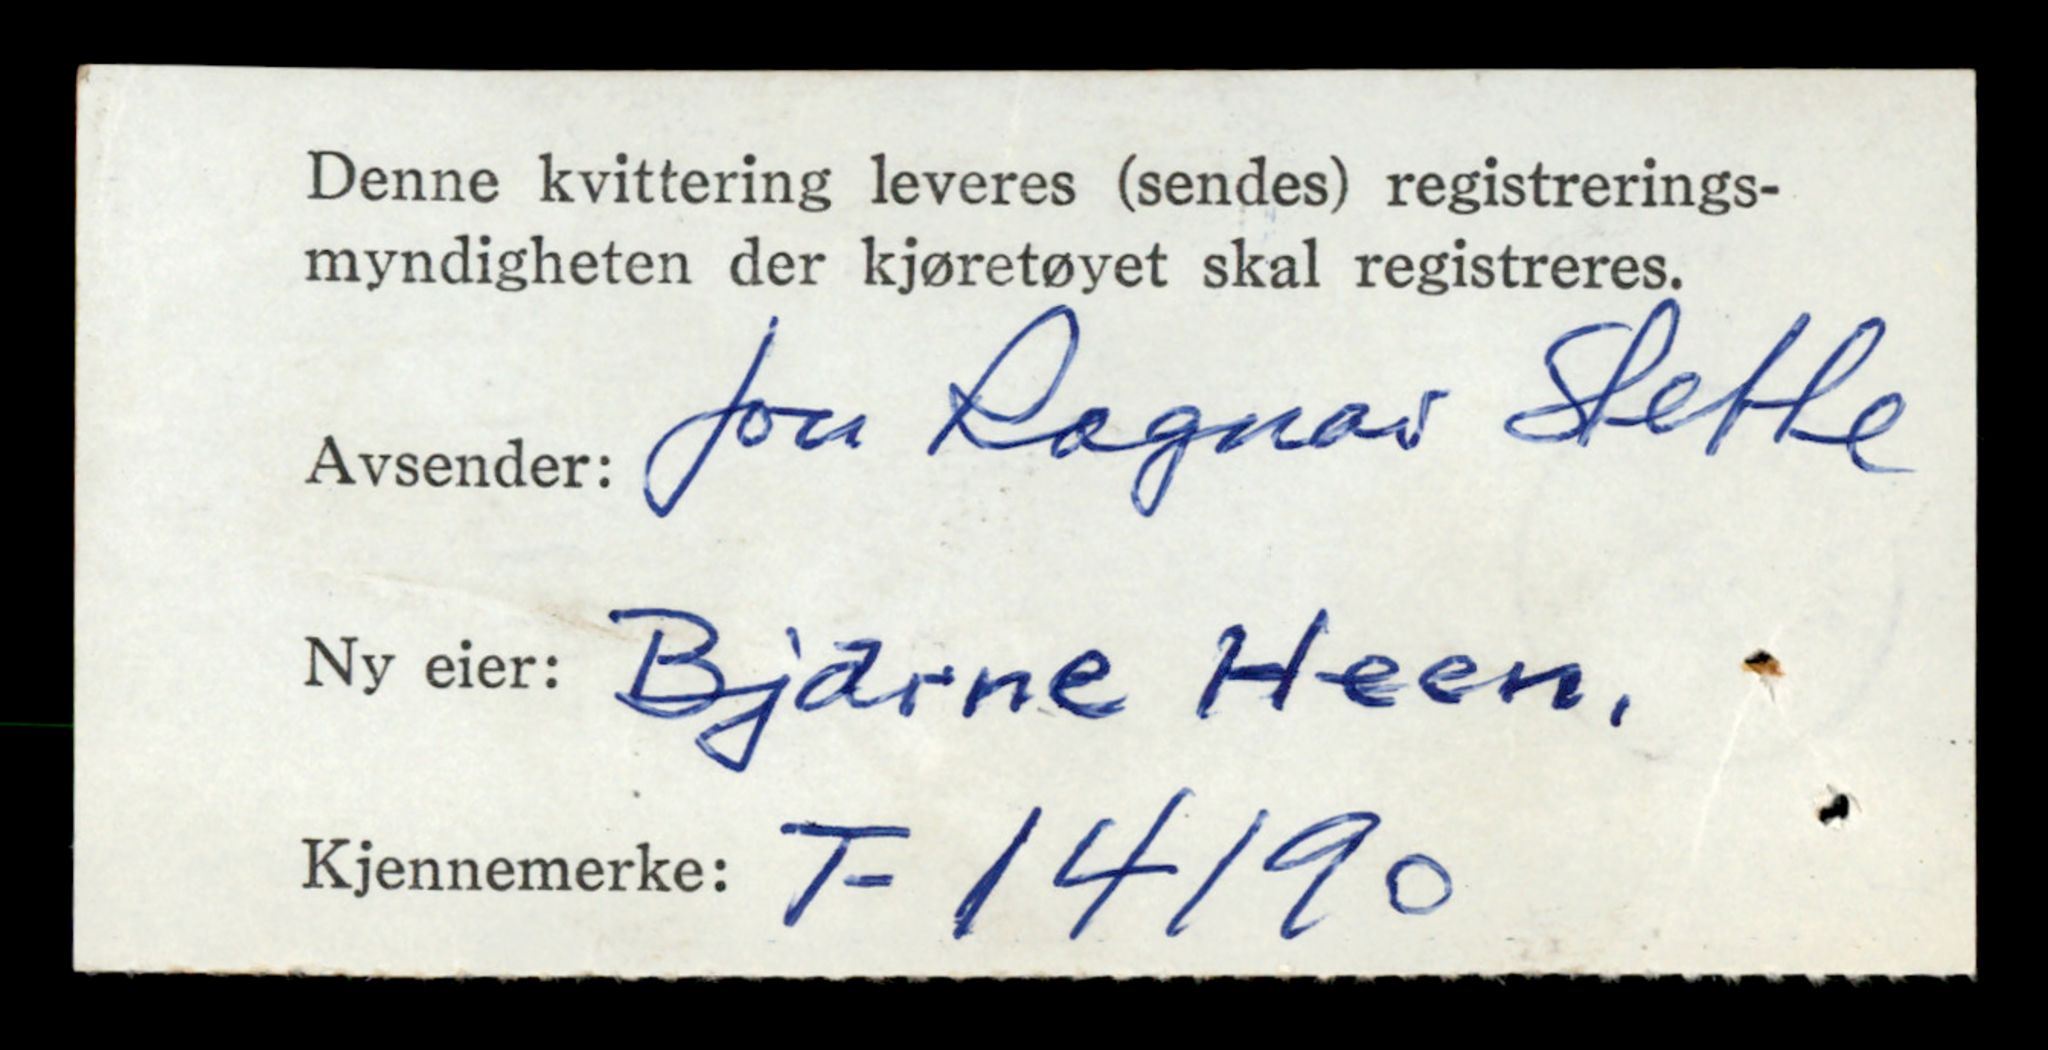 Denne kvittering leveres (sendes) registrerings-
myndigheten der kjøretøyet skal registreres.
Avsender: Jon Ragnar Slette
Ny eier: Bjarne Heen.
Kjennemerke: T- 14190